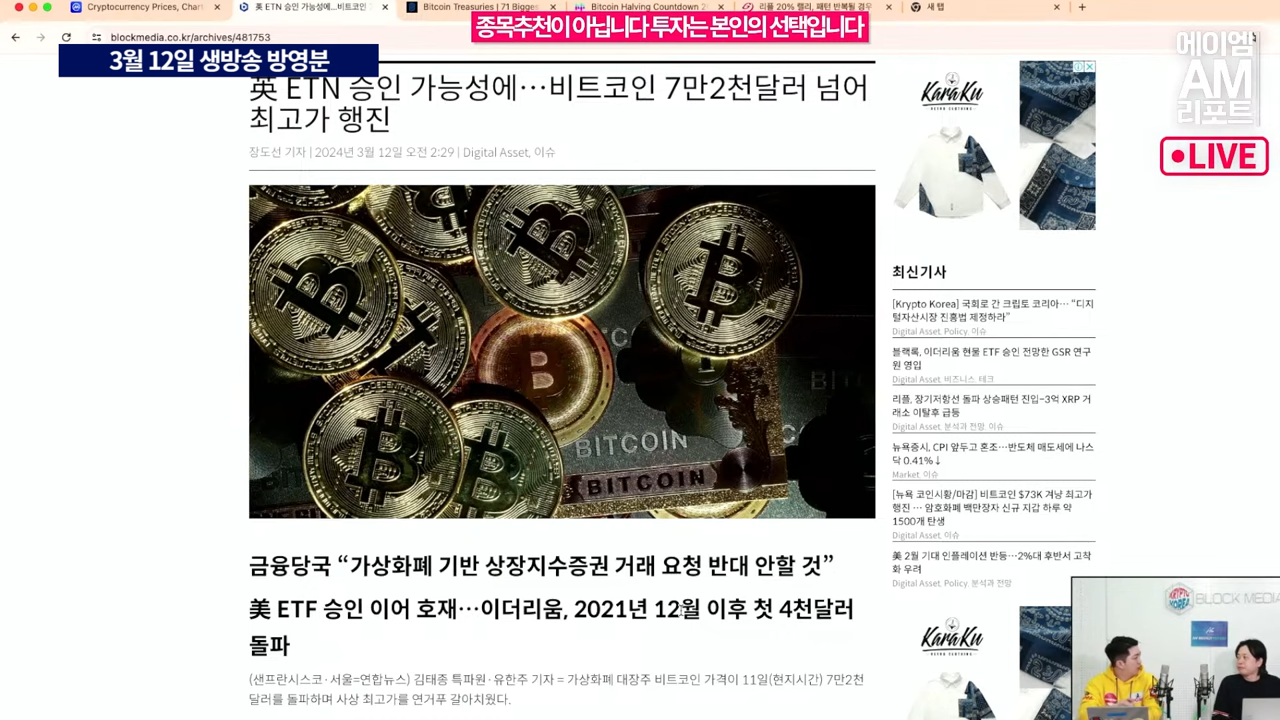 Cryptocurrency Prices, Chart
英 ETN 승인 가능성에…비트코인
Bitcoin Treasuries | 71 Bigges
Bitcoin Halving Countdown 2
리플 20% 랠리, 패턴 반복될 경우
새 탭
종목추천이 아닙니다 투자는 본인의 선택입니다
blockmedia.co.kr/archives/481753
3월 12일 생방송 방영분
에이엠
AM
리포트
LIVE
英 ETN 승인 가능성에…비트코인 7만2천달러 넘어
최고가 행진
장도선 기자 | 2024년 3월 12일 오전 2:29 | Digital Asset, 이슈
BITCOIN
BITCOIN
KaraKu
최신기사
[Krypto Korea] 국회로 간 크립토 코리아… “디지
털자산시장 진흥법 제정하라”
Digital Asset, Policy, 이슈
블랙록, 이더리움 현물 ETF 승인 전망한 GSR 연구
원 영입
Digital Asset, 비즈니스, 테크
리플, 장기저항선 돌파 상승패턴 진입-3억 XRP 거
래소 이탈후 급등
Digital Asset, 분석과 전망, 이슈
뉴욕증시, CPI 앞두고 혼조…반도체 매도세에 나스
닥 0.41%↓
Market, 이슈
[뉴욕 코인시황/마감] 비트코인 $73K 겨냥 최고가
행진 … 암호화폐 백만장자 신규 지갑 하루 약
1500개 탄생
Digital Asset, 이슈
美 2월 기대 인플레이션 반등…2%대 후반서 고착
화 우려
Digital Asset, Policy, 분석과 전망
금융당국 “가상화폐 기반 상장지수증권 거래 요청 반대 안할 것”
美 ETF 승인 이어 호재…이더리움, 2021년 12월 이후 첫 4천달러
돌파
(샌프란시스코·서울=연합뉴스) 김태종 특파원·유한주 기자 = 가상화폐 대장주 비트코인 가격이 11일(현지시간) 7만2천
달러를 돌파하며 사상 최고가를 연거푸 갈아치웠다.
KaraKu
KRYPTO
KOREA
BLOCK MEDIA